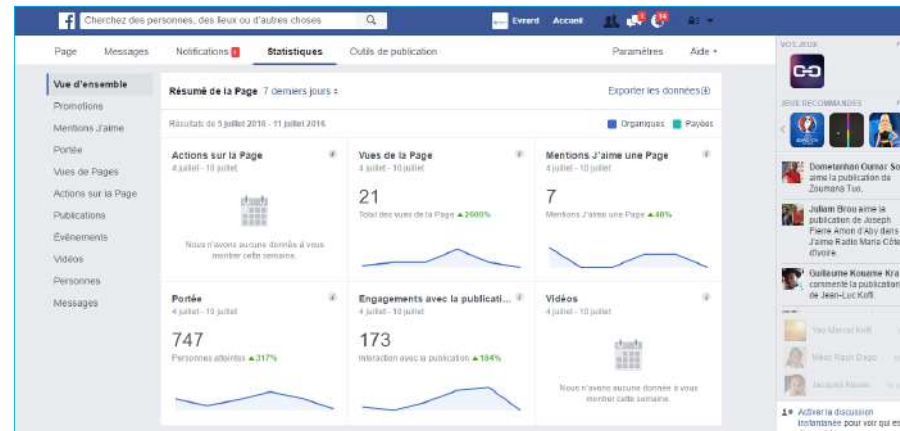 Cherchez des personnes, des lieux ou d'autres choses
Evrard Accueil
Page Messages Notifications Statistiques Outils de publication Paramètres Aide
Vue d'ensemble
Promotions
Mentions J'aime
Portée
Vues de Pages
Actions sur la Page
Publications
Événements
Vidéos
Personnes
Messages
Résumé de la Page 7 derniers jours
Exporter les données
Résultats de 5 juillet 2016 - 11 juillet 2016
Organiques Payées
Actions sur la Page
4 juillet - 10 juillet
Nous n'avons aucune donnée à vous
montrer cette semaine.
Vues de la Page
4 juillet - 10 juillet
21
Total des vues de la Page ▲2000%
Mentions J'aime une Page
4 juillet - 10 juillet
7
Mentions J'aime une Page
Portée
4 juillet - 10 juillet
747
Personnes atteintes ▲317%
Engagements avec la publicati...
4 juillet - 10 juillet
173
Interaction avec la publication ▲184%
Vidéos
4 juillet - 10 juillet
Nous n'avons aucune donnée à vous
montrer cette semaine.
VOS JEUX
JEUX RECOMMANDÉS
Oumar So
aime la publication de
Zoumana Tuo.
Juliam Brou aime la
publication de Joseph
Pierre Amon d'Aby dans
J'aime Radio Maria Côte
d'Ivoire.
Guillaume Kouame Kra
commente la publication
de Jean-Luc Koffi.
Activer la discussion
instantanée pour voir qui es